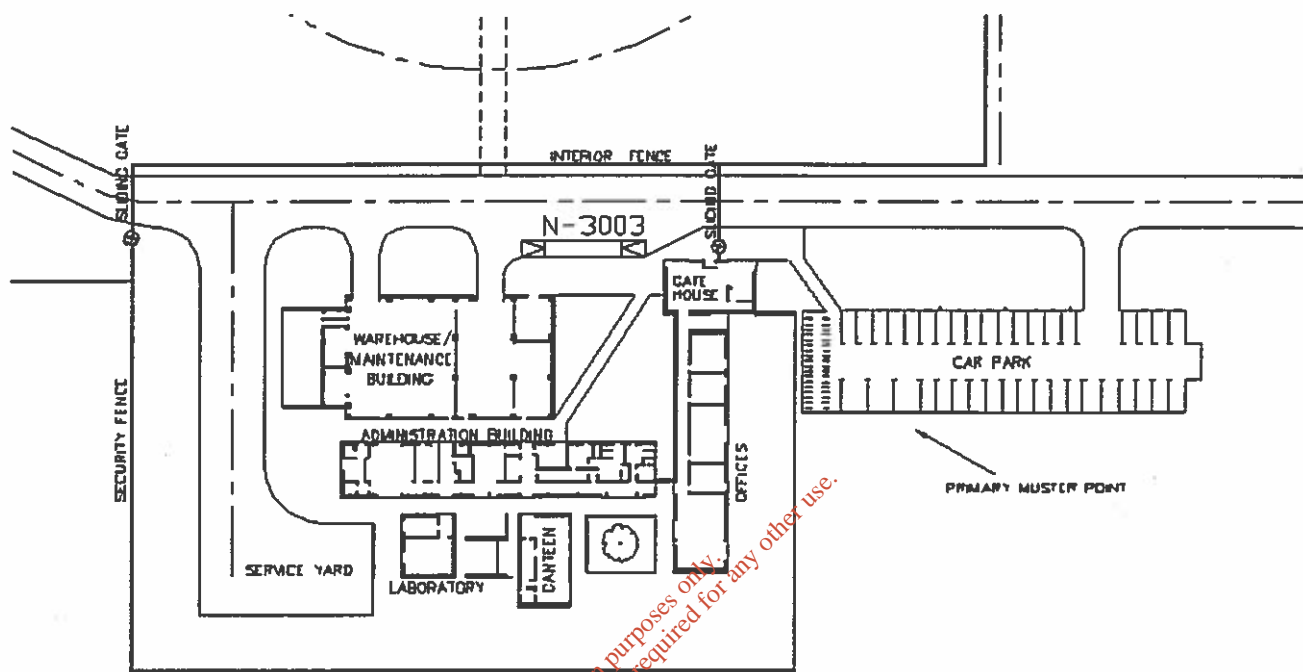 SLIDING GATE
INTERIOR FENCE
SLIDING GATE
N-3003
GATE
HOUSE
WAREHOUSE/
MAINTENANCE
BUILDING
CAR PARK
ADMINISTRATION BUILDING
SECURITY FENCE
OFFICES
PRIMARY MUSTER POINT
SERVICE YARD
LABORATORY
CANTEEN
purposes only.
required for any other use.